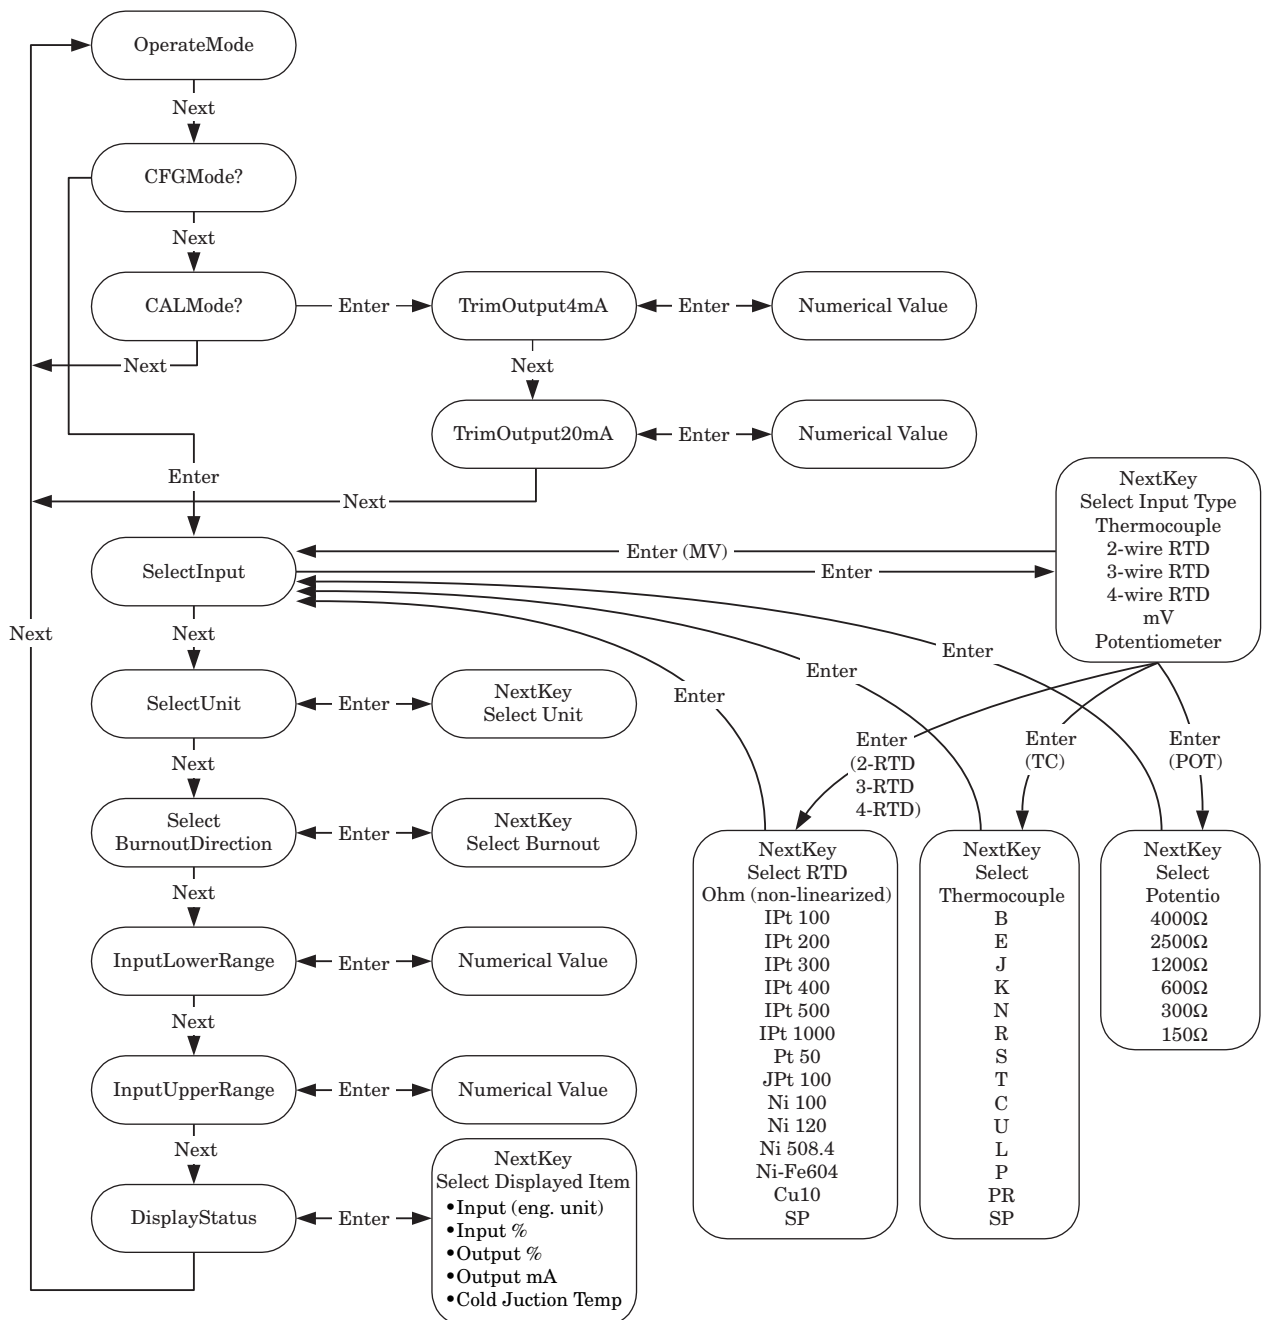 OperateMode
Next
CFGMode?
Next
CALMode?
Enter
TrimOutput4mA
Enter
Numerical Value
Next
Next
TrimOutput20mA
Enter
Numerical Value
Enter
Next
NextKey
Select Input Type
Thermocouple
2-wire RTD
3-wire RTD
4-wire RTD
mV
Potentiometer
Enter (MV)
SelectInput
Enter
Next
Next
Enter
Enter
Enter
SelectUnit
Enter
NextKey
Select Unit
Next
Enter
(2-RTD
3-RTD
4-RTD)
Enter
(TC)
Enter
(POT)
Select
BurnoutDirection
Enter
NextKey
Select Burnout
Next
InputLowerRange
Enter
Numerical Value
Next
InputUpperRange
Enter
Numerical Value
Next
DisplayStatus
Enter
NextKey
Select Displayed Item
•Input (eng. unit)
•Input %
•Output %
•Output mA
•Cold Juction Temp
NextKey
Select RTD
Ohm (non-linearized)
IPt 100
IPt 200
IPt 300
IPt 400
IPt 500
IPt 1000
Pt 50
JPt 100
Ni 100
Ni 120
Ni 508.4
Ni-Fe604
Cu10
SP
NextKey
Select
Thermocouple
B
E
J
K
N
R
S
T
C
U
L
P
PR
SP
NextKey
Select
Potentio
4000Ω
2500Ω
1200Ω
600Ω
300Ω
150Ω